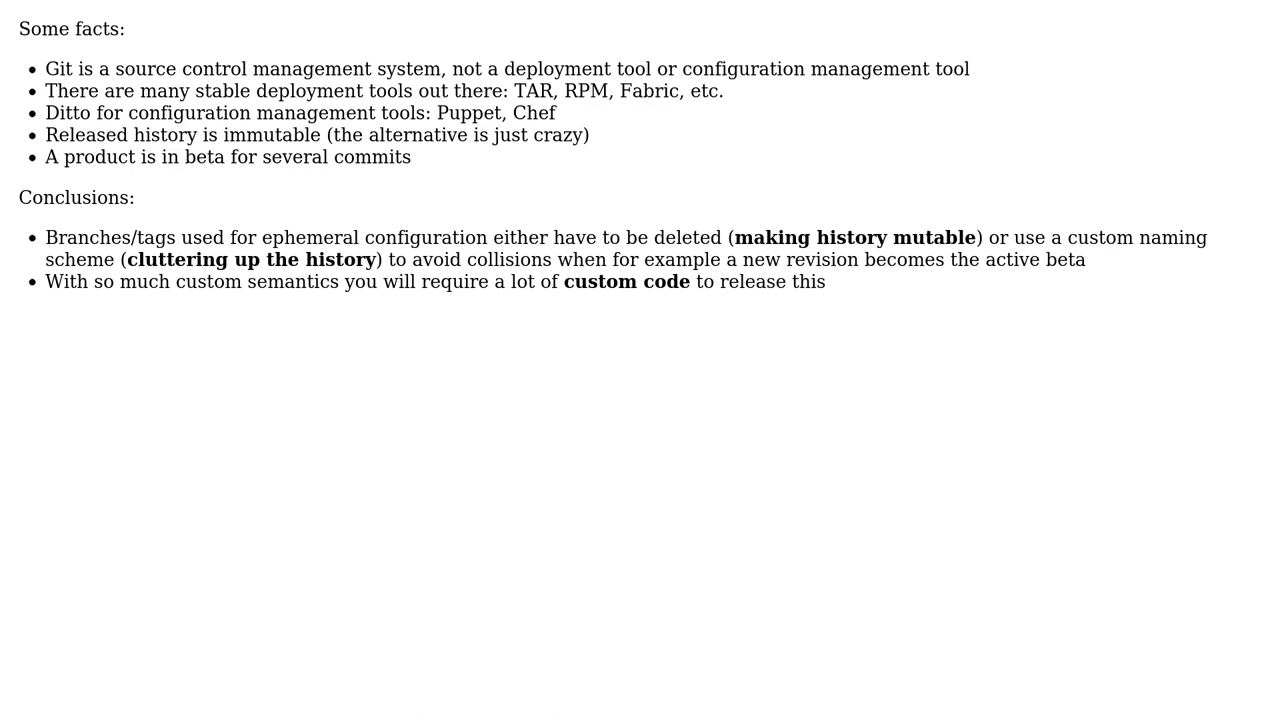 Some facts:
• Git is a source control management system, not a deployment tool or configuration management tool
• There are many stable deployment tools out there: TAR, RPM, Fabric, etc.
• Ditto for configuration management tools: Puppet, Chef
• Released history is immutable (the alternative is just crazy)
• A product is in beta for several commits
Conclusions:
• Branches/tags used for ephemeral configuration either have to be deleted (making history mutable) or use a custom naming
scheme (cluttering up the history) to avoid collisions when for example a new revision becomes the active beta
• With so much custom semantics you will require a lot of custom code to release this